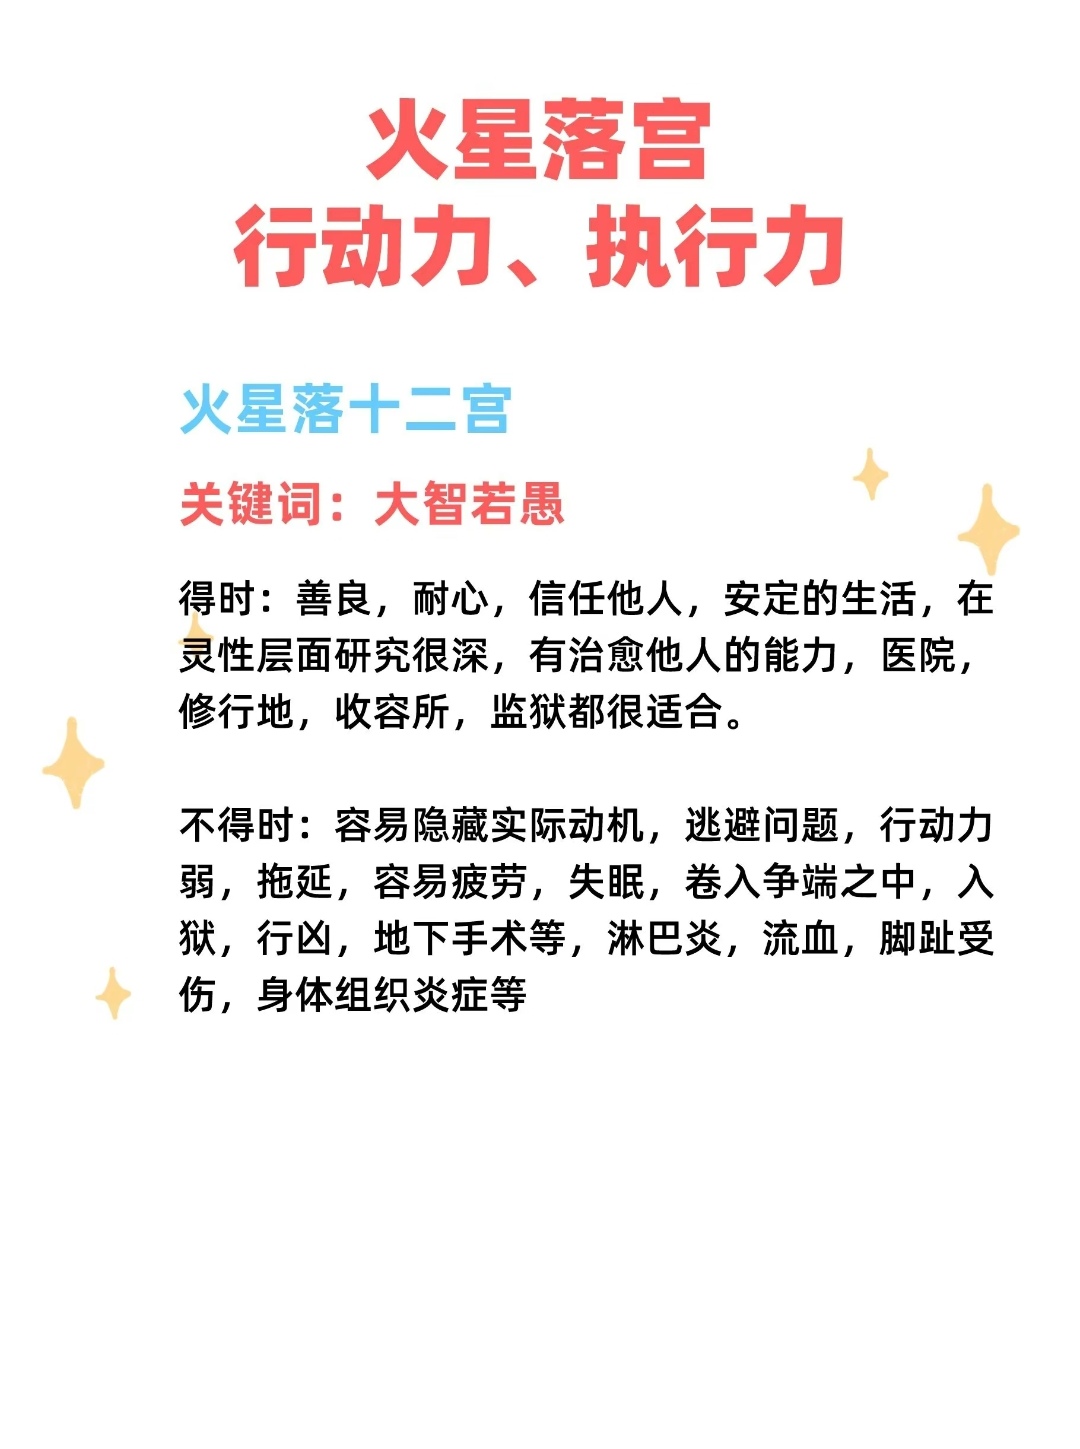 火星落宫
行动力、执行力
火星落十二宫
关键词：大智若愚
得时：善良，耐心，信任他人，安定的生活，在
灵性层面研究很深，有治愈他人的能力，医院，
修行地，收容所，监狱都很适合。
不得时：容易隐藏实际动机，逃避问题，行动力
弱，拖延，容易疲劳，失眠，卷入争端之中，入
狱，行凶，地下手术等，淋巴炎，流血，脚趾受
伤，身体组织炎症等